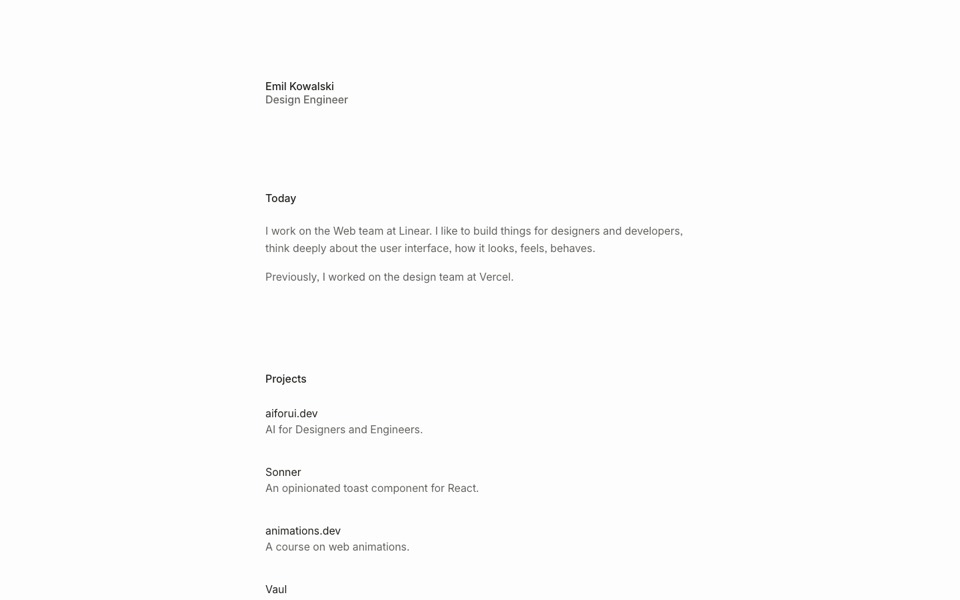 Emil Kowalski
Design Engineer
Today
I work on the Web team at Linear. I like to build things for designers and developers,
think deeply about the user interface, how it looks, feels, behaves.
Previously, I worked on the design team at Vercel.
Projects
aiforui.dev
AI for Designers and Engineers.
Sonner
An opinionated toast component for React.
animations.dev
A course on web animations.
Vaul